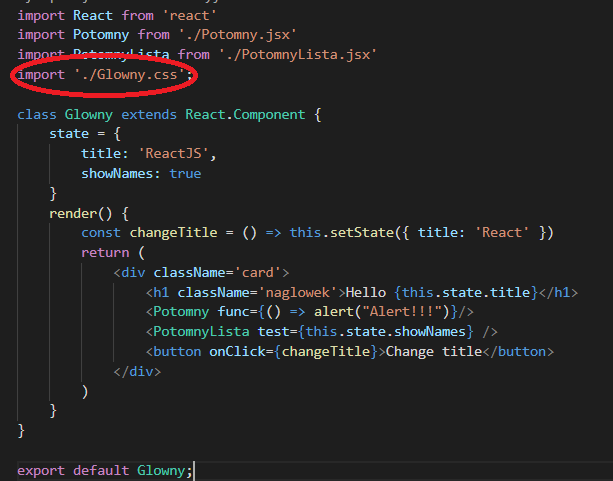 import React from 'react'
import Potomny from './Potomny.jsx'
import PotomnyLista from './PotomnyLista.jsx'
import './Glowny.css';
class Glowny extends React.Component {
state = {
title: 'ReactJS',
showNames: true
}
render() {
const changeTitle = () => this.setState({ title: 'React' })
return (
<div className='card'>
<h1 className='naglowek'>Hello {this.state.title}</h1>
<Potomny func={() => alert("Alert!!!")}/>
<PotomnyLista test={this.state.showNames} />
<button onClick={changeTitle}>Change title</button>
</div>
)
}
}
export default Glowny;